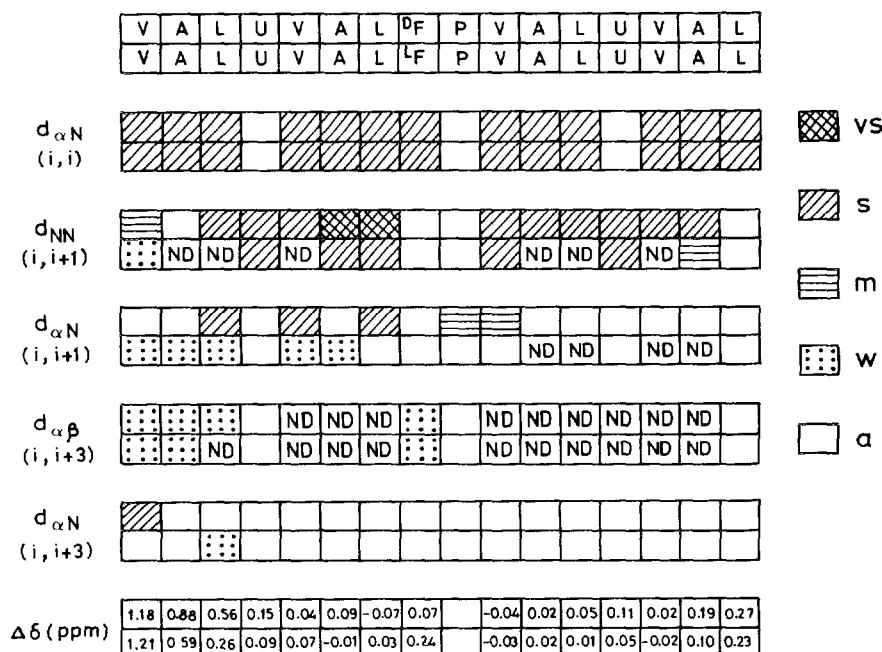 V A L U V A L ᴰF P V A L U V A L
V A L U V A L ᴸF P V A L U V A L
dαN
(i,i)
vs
s
dNN
(i,i+1)
ND ND ND ND ND ND
m
dαN
(i,i+1)
ND ND ND ND
w
dαβ
(i,i+3)
ND ND ND ND ND ND ND ND ND
ND ND ND ND ND ND ND ND ND ND
a
dαN
(i,i+3)
Δδ(ppm)
1.18 0.88 0.56 0.15 0.04 0.09 -0.07 0.07 -0.04 0.02 0.05 0.11 0.02 0.19 0.27
1.21 0.59 0.26 0.09 0.07 -0.01 0.03 0.24 -0.03 0.02 0.01 0.05 -0.02 0.10 0.23